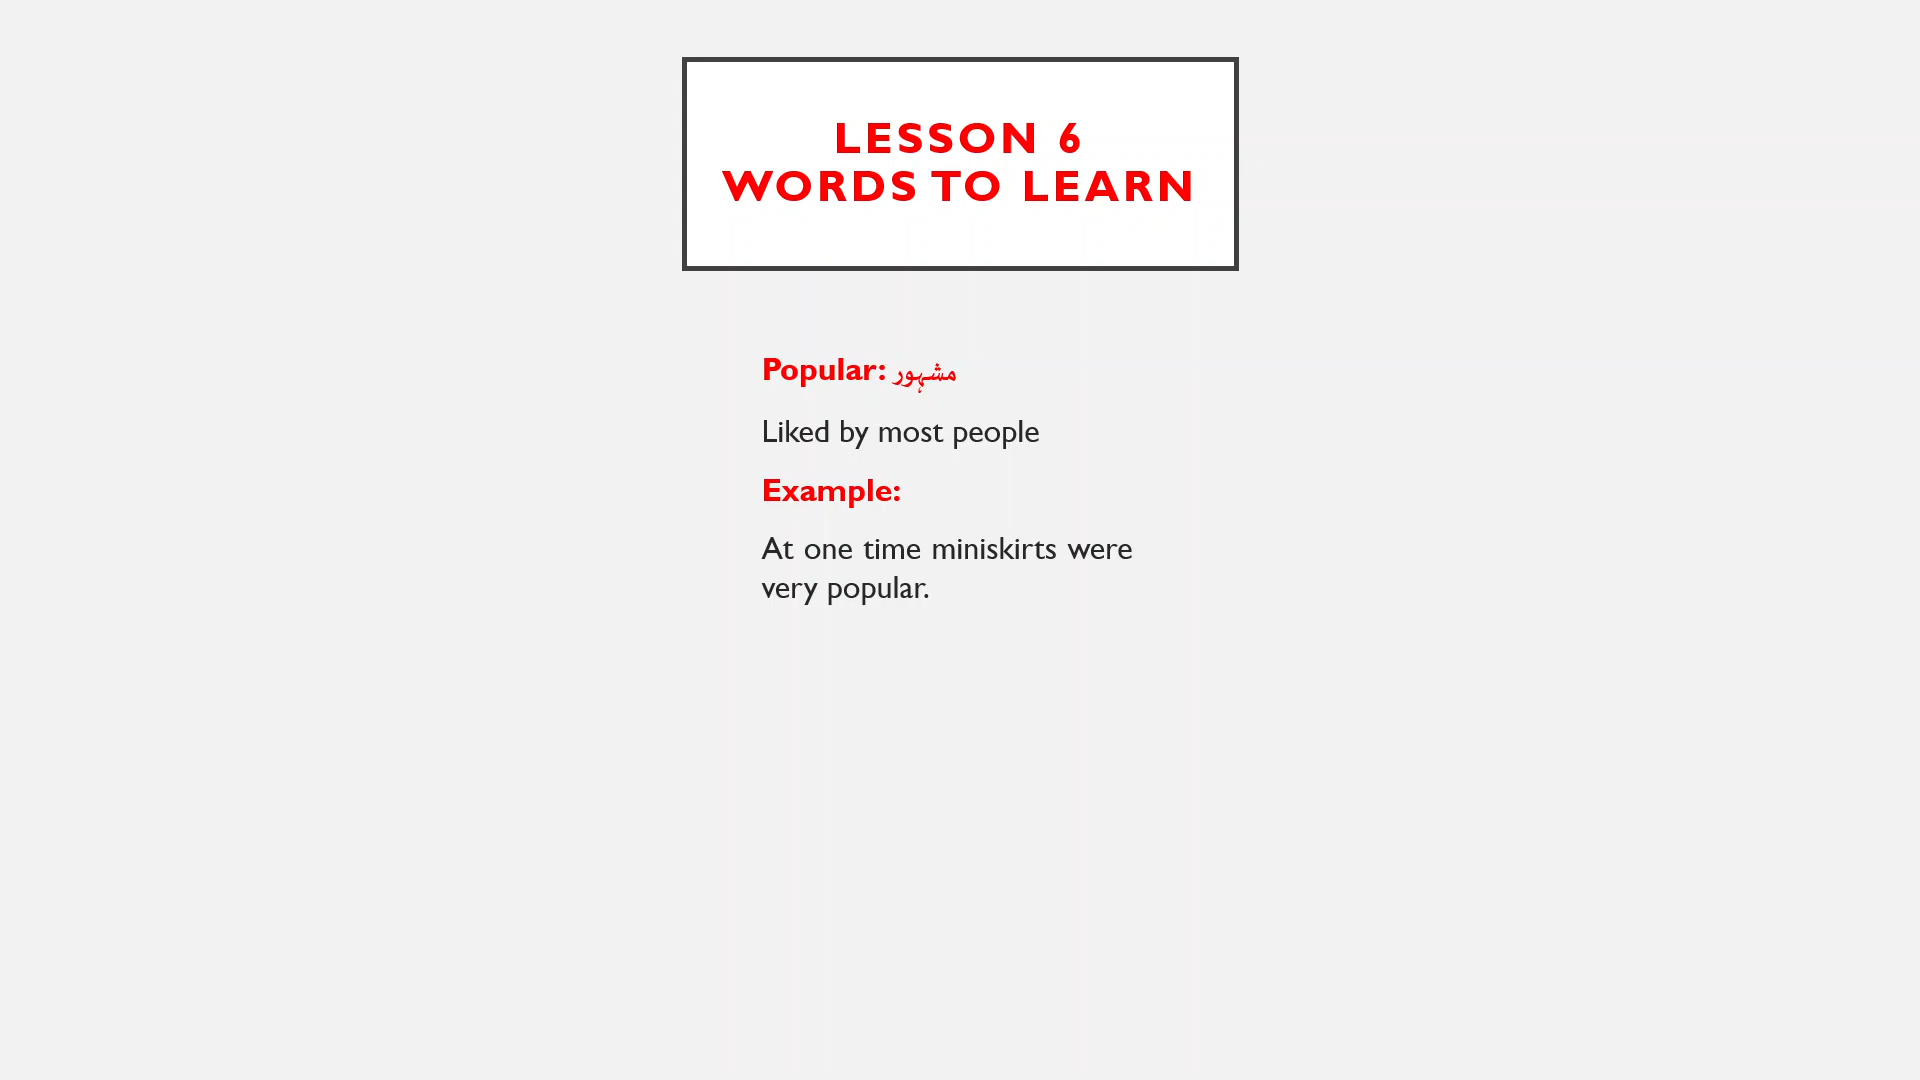 LESSON 6
WORDS TO LEARN
Popular: مشہور
Liked by most people
Example:
At one time miniskirts were
very popular.